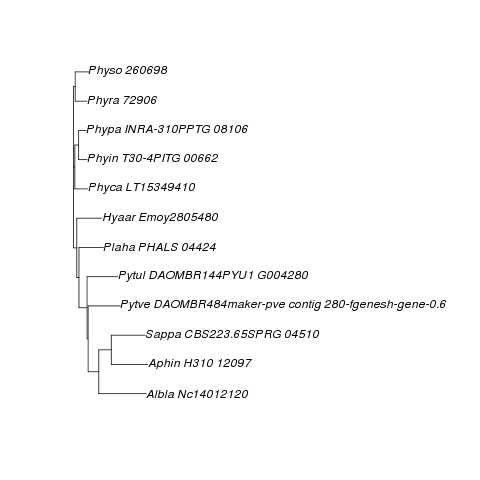 Physo 260698
Phyra 72906
Phypa INRA-310PPTG 08106
Phyin T30-4PITG 00662
Phyca LT15349410
Hyaar Emoy2805480
Plaha PHALS 04424
Pytul DAOMBR144PYU1 G004280
Pytve DAOMBR484maker-pve contig 280-fgenesh-gene-0.6
Sappa CBS223.65SPRG 04510
Aphin H310 12097
Albla Nc14012120